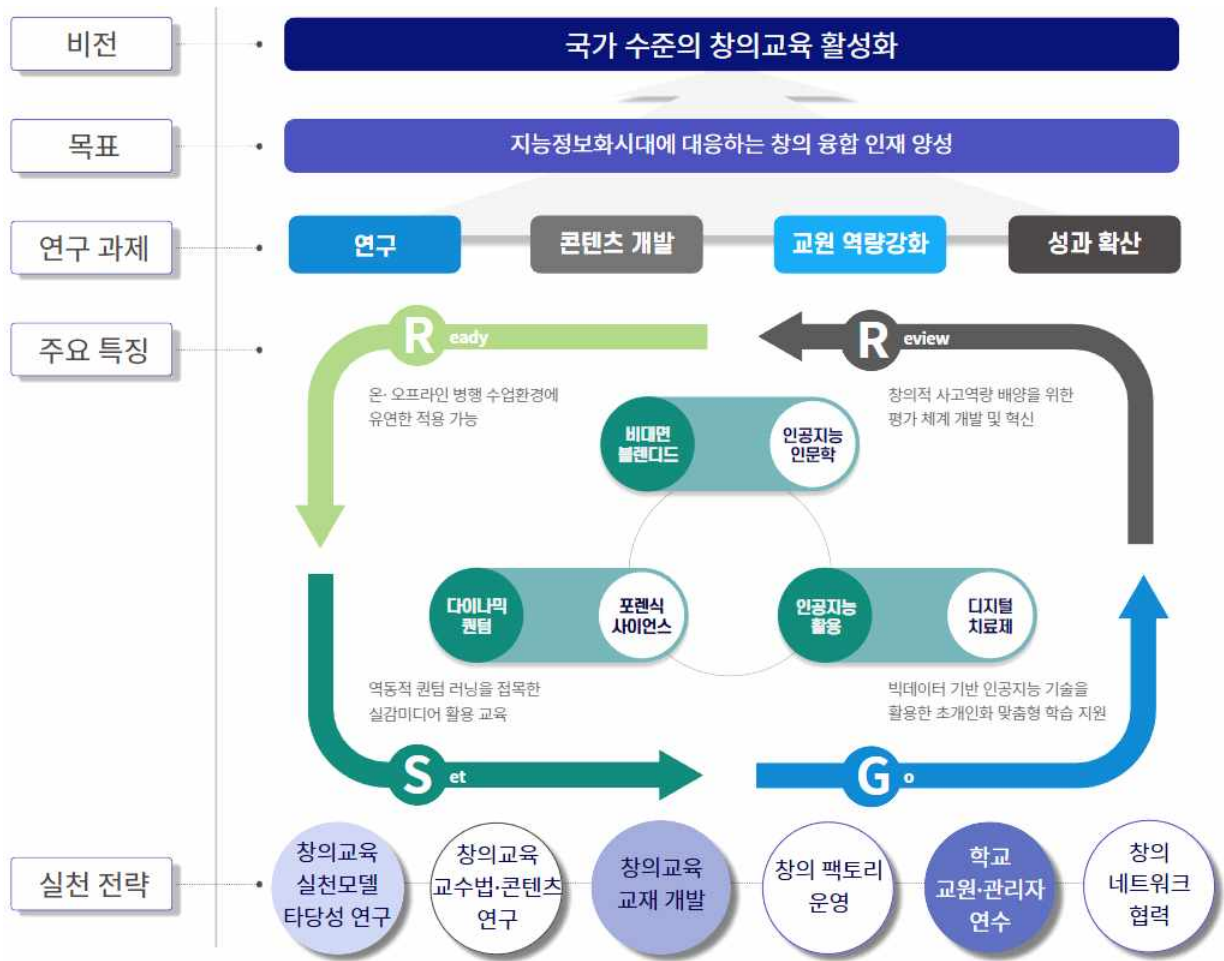 비전
국가 수준의 창의교육 활성화
목표
지능정보화시대에 대응하는 창의 융합 인재 양성
연구 과제
연구
콘텐츠 개발
교원 역량강화
성과 확산
주요 특징
Ready
온· 오프라인 병행 수업환경에
유연한 적용 가능
Review
창의적 사고역량 배양을 위한
평가 체계 개발 및 혁신
비대면
블렌디드
인공지능
인문학
다이나믹
퀀텀
포렌식
사이언스
인공지능
활용
디지털
치료제
역동적 퀀텀 러닝을 접목한
실감미디어 활용 교육
빅데이터 기반 인공지능 기술을
활용한 초개인화 맞춤형 학습 지원
Set
Go
실천 전략
창의교육
실천모델
타당성 연구
창의교육
교수법·콘텐츠
연구
창의교육
교재 개발
창의 팩토리
운영
학교
교원·관리자
연수
창의
네트워크
협력